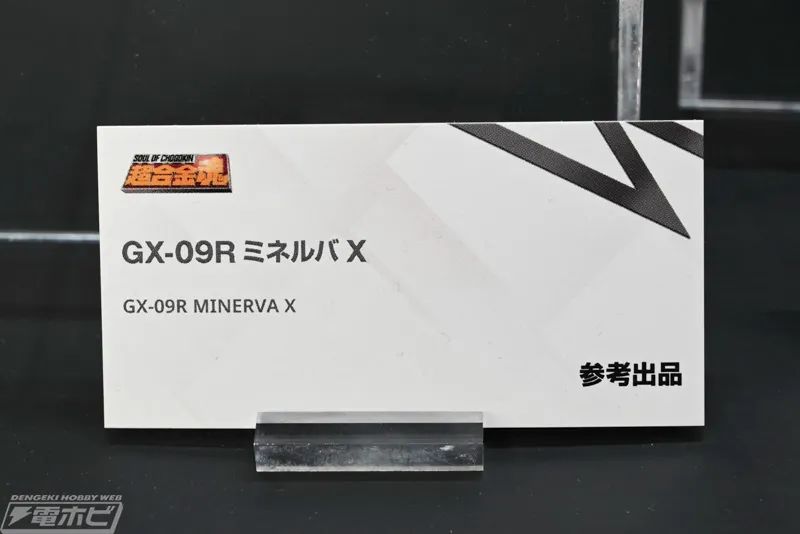 SOUL OF CHOGOKIN
超合金魂
GX-09R ミネルバ X
GX-09R MINERVA X
参考出品
DENGEKI HOBBY WEB
電ホビ